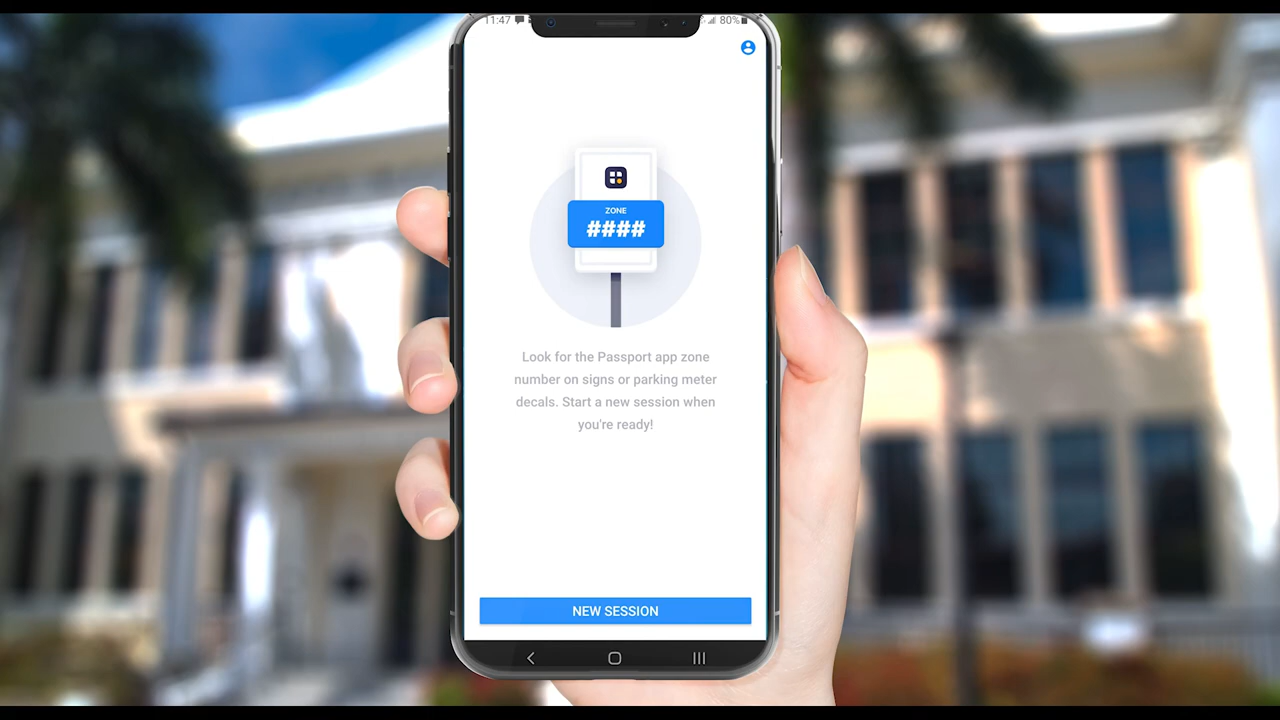 11:47
80%
ZONE
####
Look for the Passport app zone
number on signs or parking meter
decals. Start a new session when
you're ready!
NEW SESSION